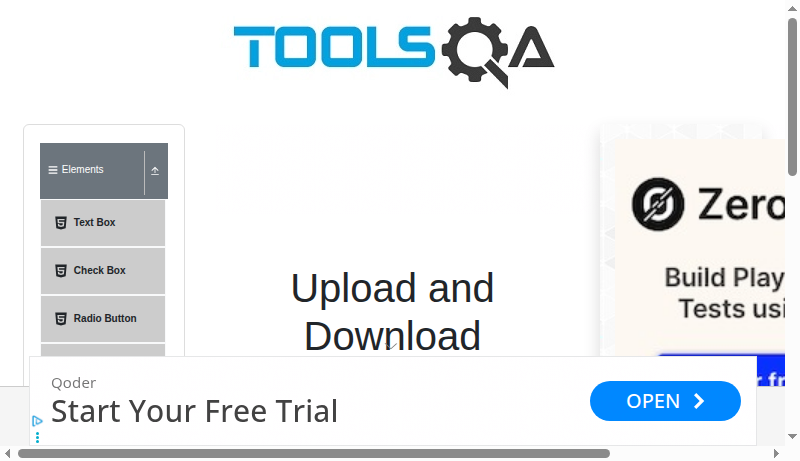 TOOLSQA
Elements
Text Box
Check Box
Radio Button
Upload and
Download
Zero
Build Play
Tests usi
r fr
Qoder
Start Your Free Trial
OPEN